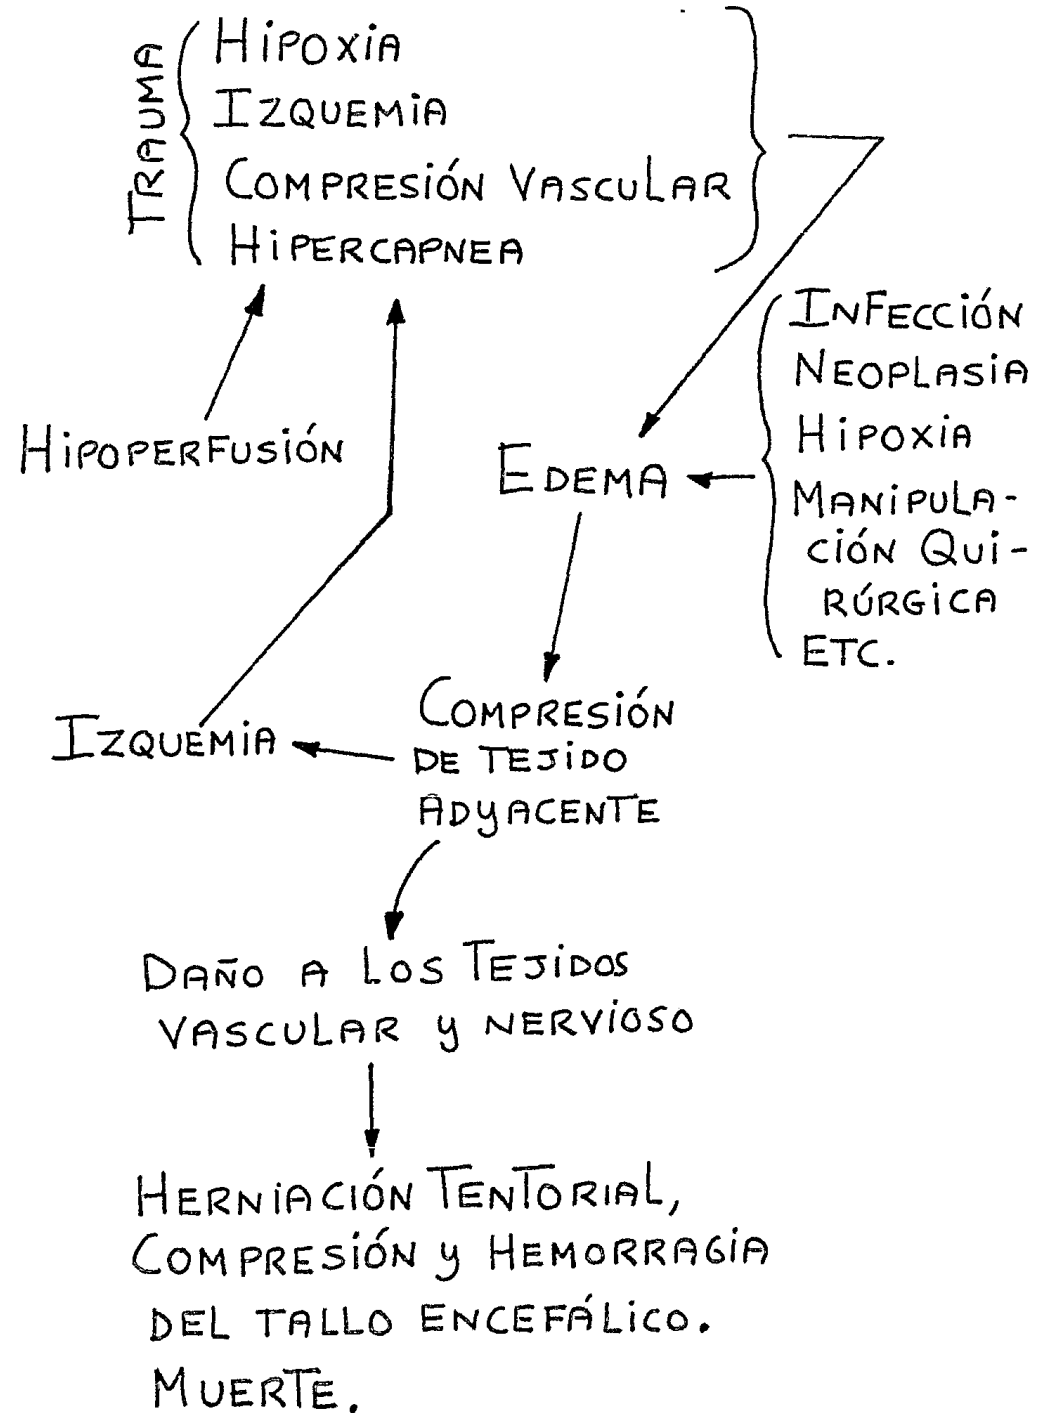 TRAUMA
HiPOXiA
IZQUEMiA
COMPRESiÓN VASCULAR
HiPERCAPNEA
INFECCiÓN
NEOPLASiA
HiPOXiA
MANiPULA-
CiÓN QUi-
RÚRGiCA
ETC.
HiPOPERFUSiÓN
EDEMA
COMPRESiÓN
DE TEJiDO
ADyACENTE
IZQUEMiA
DAÑO A LOS TEJiDOS
VASCULAR y NERViOSO
HERNiACIÓN TENTORiAL,
COMPRESiÓN y HEMORRAGiA
DEL TALLO ENCEFÁLiCO.
MUERTE.